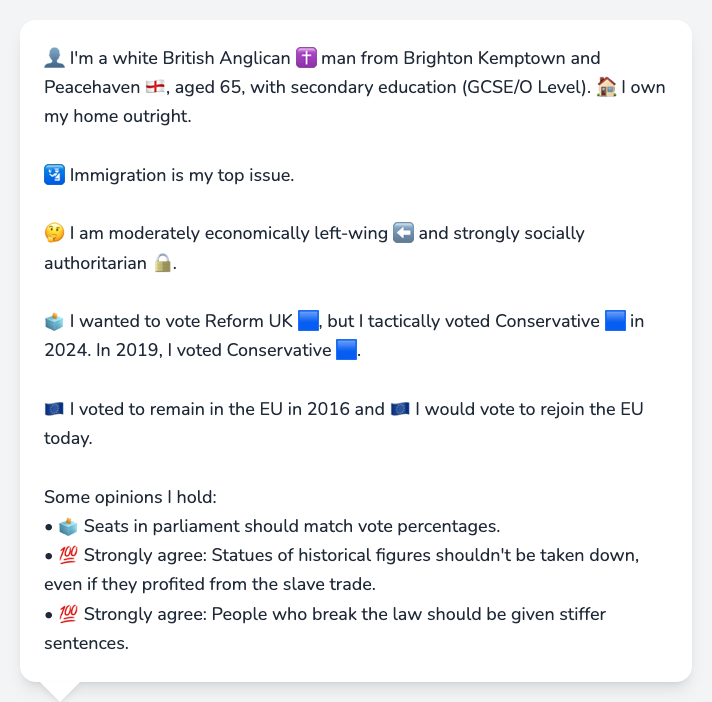 👤 I'm a white British Anglican ✝️ man from Brighton Kemptown and
Peacehaven 🏴󠁧󠁢󠁥󠁮󠁧󠁿, aged 65, with secondary education (GCSE/O Level). 🏠 I own
my home outright.
🛂 Immigration is my top issue.
🤔 I am moderately economically left-wing ⬅️ and strongly socially
authoritarian 🔒.
🗳️ I wanted to vote Reform UK 🟦, but I tactically voted Conservative 🟦 in
2024. In 2019, I voted Conservative 🟦.
🇪🇺 I voted to remain in the EU in 2016 and 🇪🇺 I would vote to rejoin the EU
today.
Some opinions I hold:
• 🗳️ Seats in parliament should match vote percentages.
• 💯 Strongly agree: Statues of historical figures shouldn't be taken down,
even if they profited from the slave trade.
• 💯 Strongly agree: People who break the law should be given stiffer
sentences.